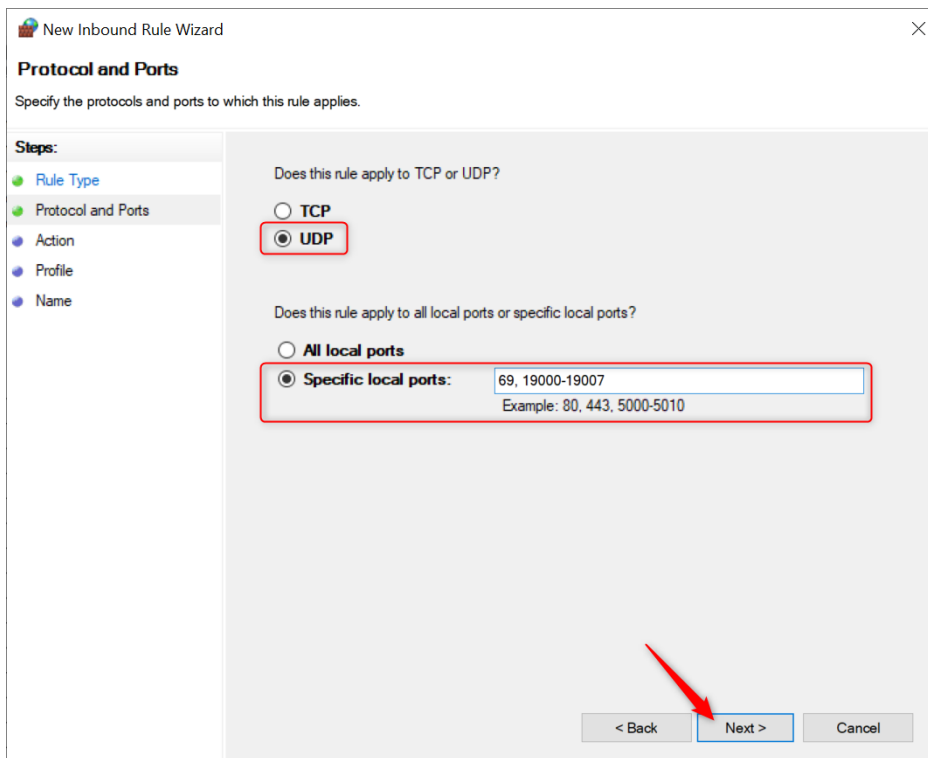 New Inbound Rule Wizard
Protocol and Ports
Specify the protocols and ports to which this rule applies.
Steps:
Rule Type
Protocol and Ports
Action
Profile
Name
Does this rule apply to TCP or UDP?
TCP
UDP
Does this rule apply to all local ports or specific local ports?
All local ports
Specific local ports: 69, 19000-19007
Example: 80, 443, 5000-5010
< Back Next > Cancel